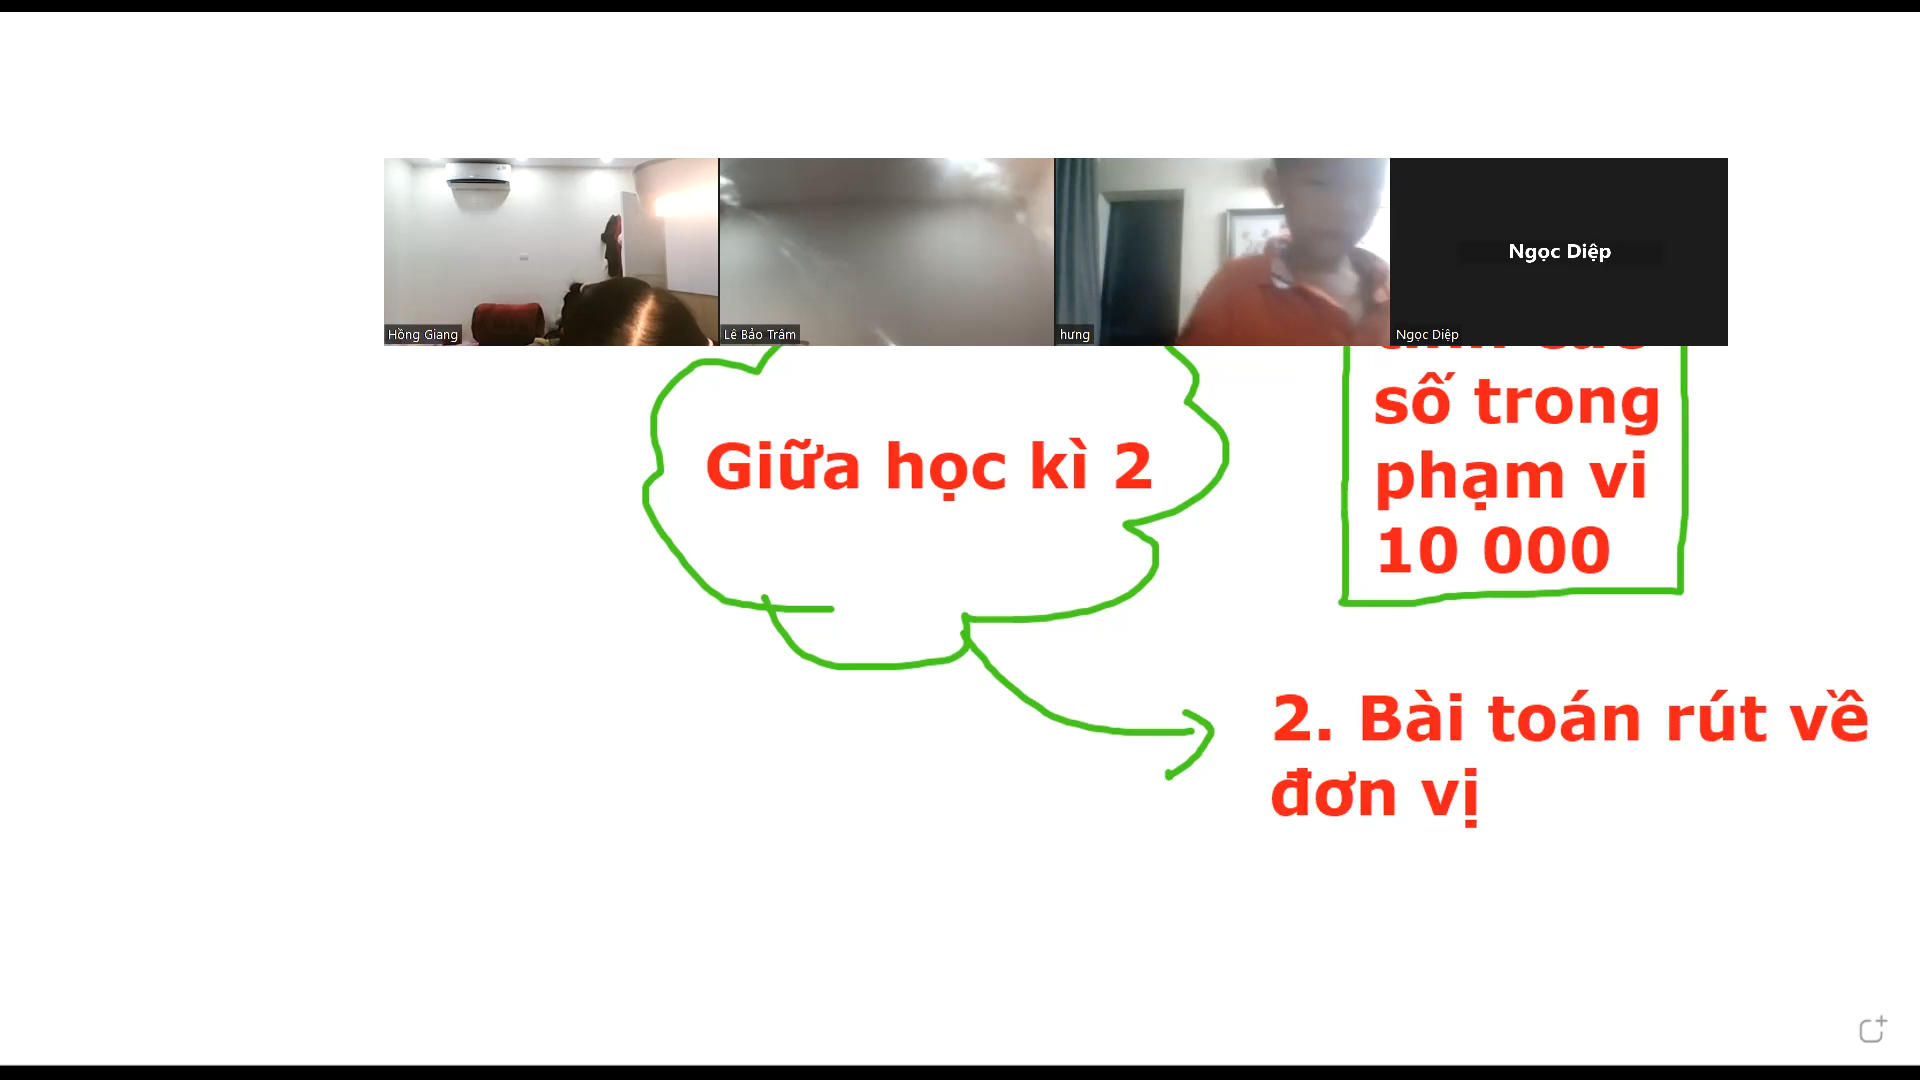 Ngọc Diệp
Hồng Giang
Lê Bảo Trâm
hưng
Ngọc Diệp
số trong
phạm vi
10 000
Giữa học kì 2
2. Bài toán rút về
đơn vị